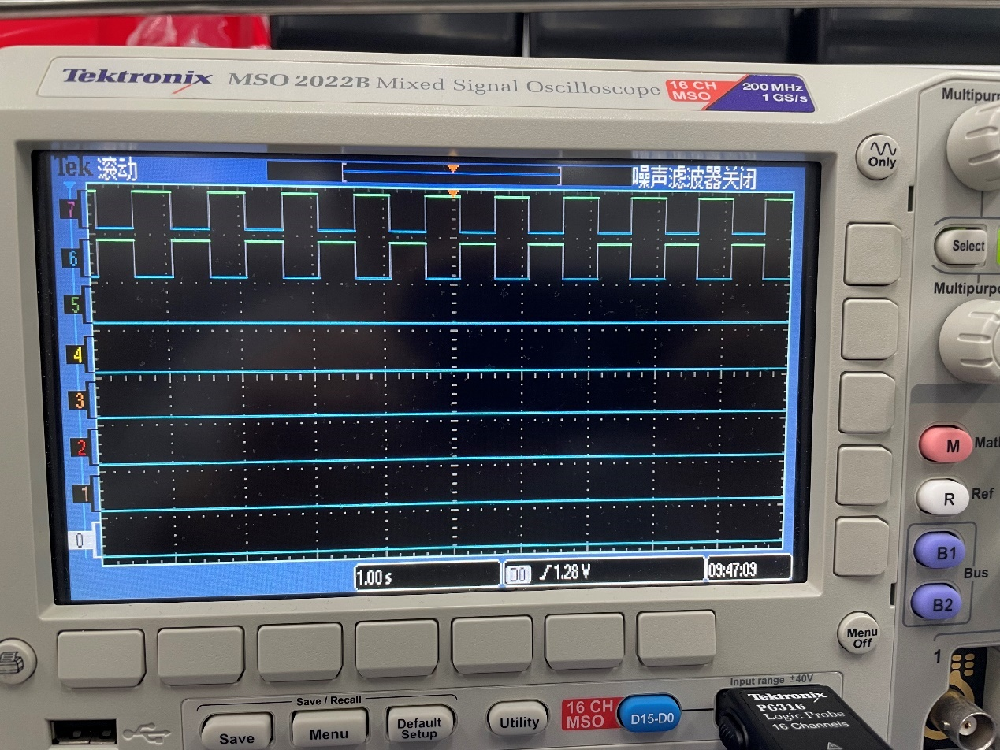 Tektronix MSO 2022B Mixed Signal Oscilloscope 16 CH MSO 200 MHz 1 GS/s
Tek 滚动 噪声滤波器关闭
7
6
5
4
3
2
1
0
1.00 s D0 1.28 V 09:47:09
Only
Select
M
R Ref
B1
Bus
B2
Menu Off
1
Input range ±40V
Save / Recall
Save
Menu
Default Setup
Utility
16 CH MSO
D15-D0
Tektronix
P6316
Logic Probe
16 Channels